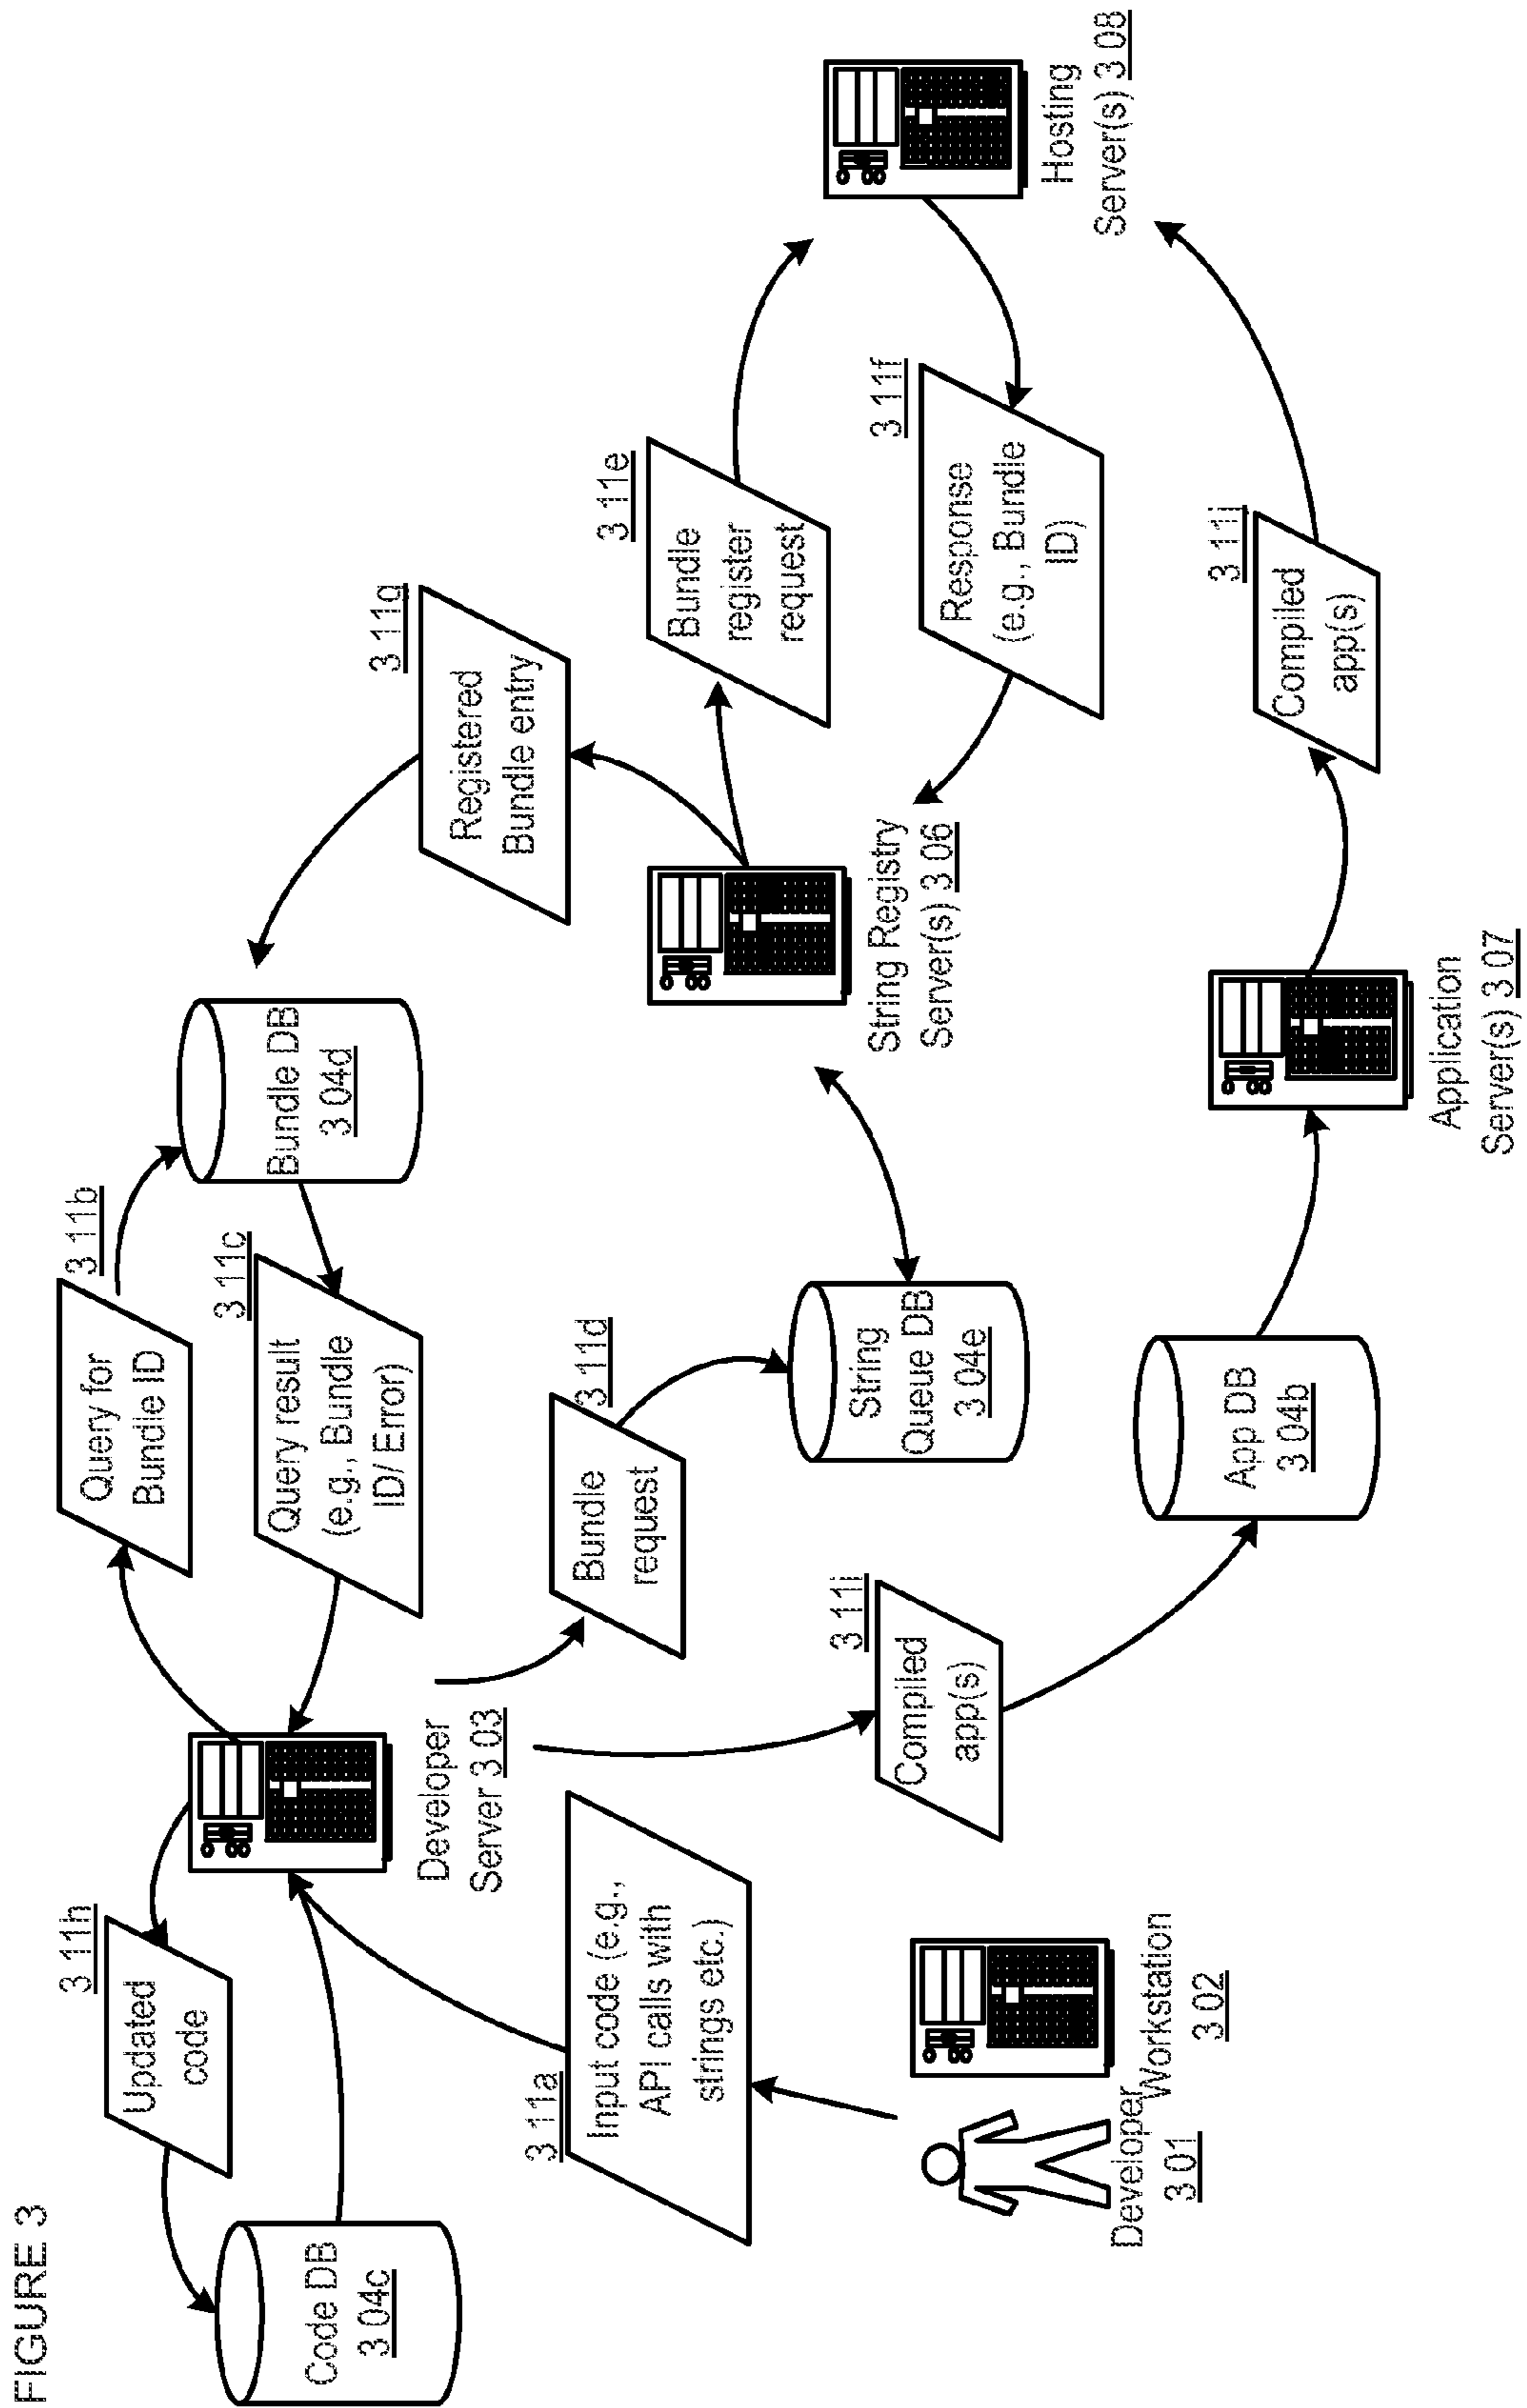 FIGURE 3
3 11h
Updated
code
Code DB
3 04c
3 11a
Input code (e.g.,
API calls with
strings etc.)
Developer
3 01
Workstation
3 02
Developer
Server 3 03
Query for
Bundle ID
3 11b
3 11c
Query result
(e.g., Bundle
ID/ Error)
Bundle DB
3 04d
3 11d
Bundle
request
String
Queue DB
3 04e
3 11i
Compiled
app(s)
App DB
3 04b
3 11g
Registered
Bundle entry
String Registry
Server(s) 3 06
3 11e
Bundle
register
request
3 11f
Response
(e.g., Bundle
ID)
Application
Server(s) 3 07
3 11j
Compiled
app(s)
Hosting
Server(s) 3 08